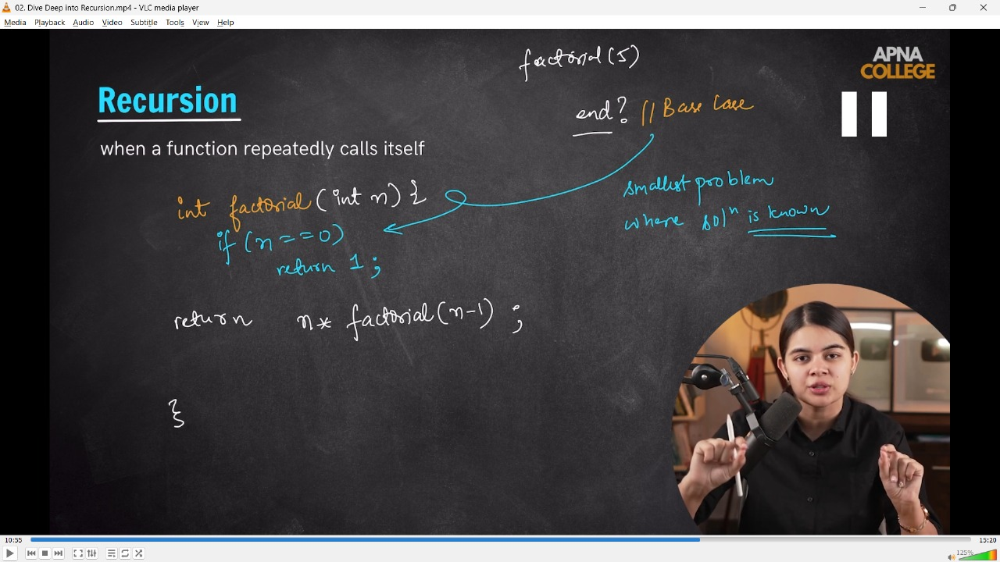 02. Dive Deep into Recursion.mp4 - VLC media player
Media Playback Audio Video Subtitle Tools View Help
factorial(5)
APNA
COLLEGE
Recursion
end? // Base Case
when a function repeatedly calls itself
smallest problem
where solⁿ is known
int factorial (int n) {
if (n == 0)
return 1 ;
return n* factorial(n-1) ;
}
10:55
15:20
125%